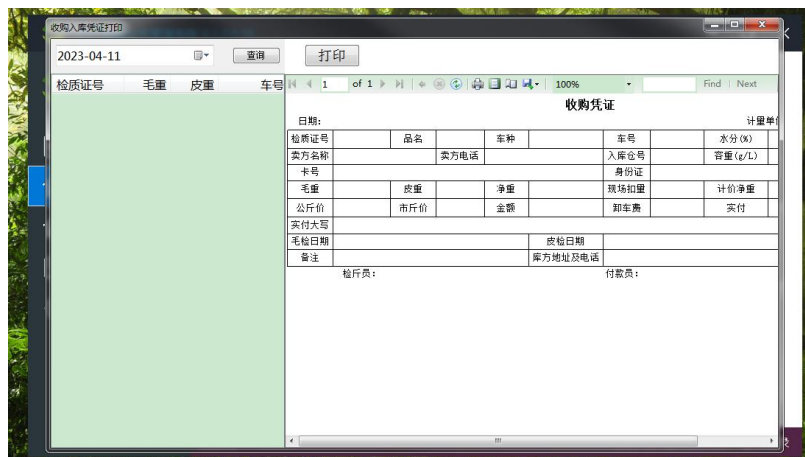 收购入库凭证打印
2023-04-11 查询 打印
检质证号 毛重 皮重 车号
1 of 1 100% Find | Next
收购凭证
日期: 计量单
检质证号 品名 车种 车号 水分(%)
卖方名称 卖方电话 入库仓号 容重(g/L)
卡号 身份证
毛重 皮重 净重 现场扣量 计价净重
公斤价 市斤价 金额 卸车费 实付
实付大写
毛检日期 皮检日期
备注 库方地址及电话
检斤员: 付款员: